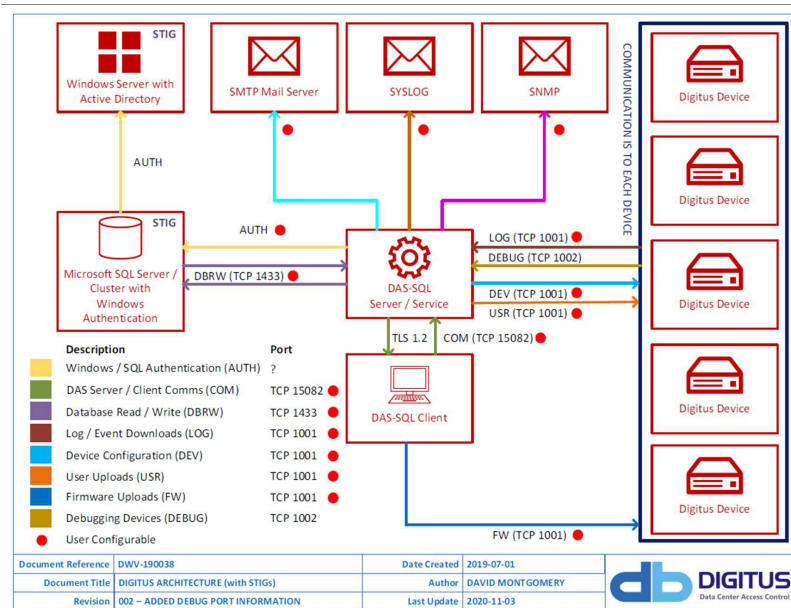 STIG
Windows Server with
Active Directory
SMTP Mail Server
SYSLOG
SNMP
COMMUNICATION IS TO EACH DEVICE
Digitus Device
Digitus Device
Digitus Device
Digitus Device
Digitus Device
AUTH
STIG
Microsoft SQL Server /
Cluster with
Windows
Authentication
AUTH
DBRW (TCP 1433)
DAS-SQL
Server / Service
LOG (TCP 1001)
DEBUG (TCP 1002)
DEV (TCP 1001)
USR (TCP 1001)
TLS 1.2
COM (TCP 15082)
DAS-SQL Client
FW (TCP 1001)
Description Port
Windows / SQL Authentication (AUTH) ?
DAS Server / Client Comms (COM) TCP 15082
Database Read / Write (DBRW) TCP 1433
Log / Event Downloads (LOG) TCP 1001
Device Configuration (DEV) TCP 1001
User Uploads (USR) TCP 1001
Firmware Uploads (FW) TCP 1001
Debugging Devices (DEBUG) TCP 1002
User Configurable
Document Reference DWV-190038 Date Created 2019-07-01
Document Title DIGITUS ARCHITECTURE (with STIGs) Author DAVID MONTGOMERY
Revision 002 – ADDED DEBUG PORT INFORMATION Last Update 2020-11-03
db DIGITUS
Data Center Access Control